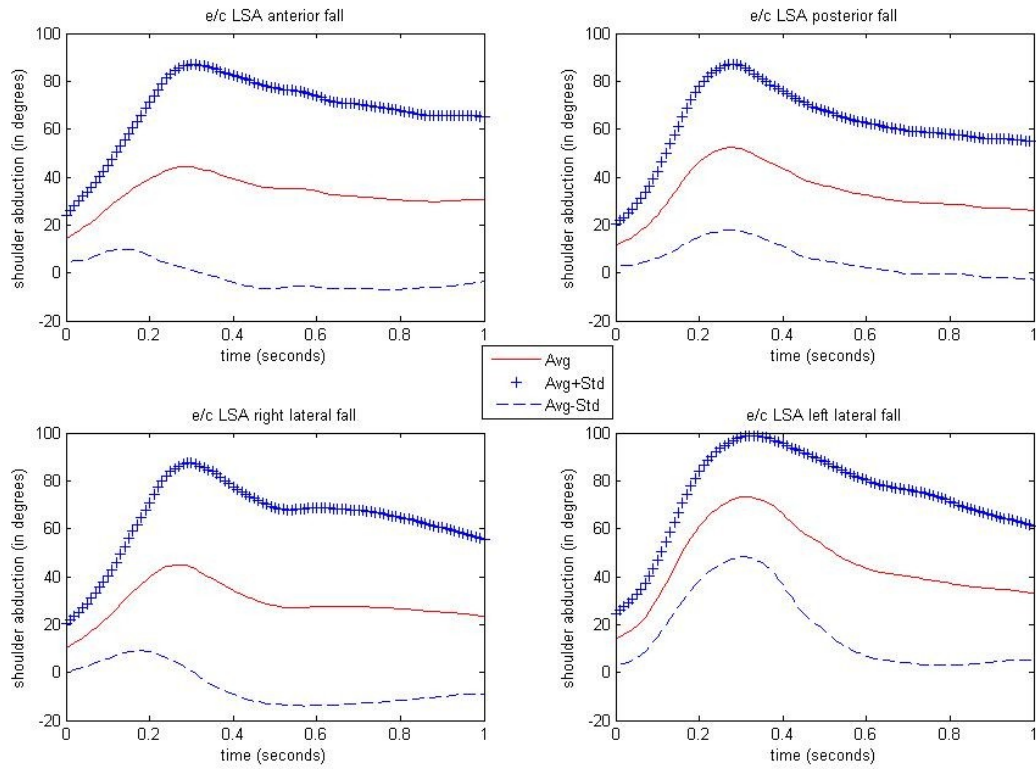 e/c LSA anterior fall
shoulder abduction (in degrees)
100
80
60
40
20
0
-20
0 0.2 0.4 0.6 0.8 1
time (seconds)
e/c LSA posterior fall
shoulder abduction (in degrees)
100
80
60
40
20
0
-20
0 0.2 0.4 0.6 0.8 1
time (seconds)
Avg
Avg+Std
Avg-Std
e/c LSA right lateral fall
shoulder abduction (in degrees)
100
80
60
40
20
0
-20
0 0.2 0.4 0.6 0.8 1
time (seconds)
e/c LSA left lateral fall
shoulder abduction (in degrees)
100
80
60
40
20
0
-20
0 0.2 0.4 0.6 0.8 1
time (seconds)